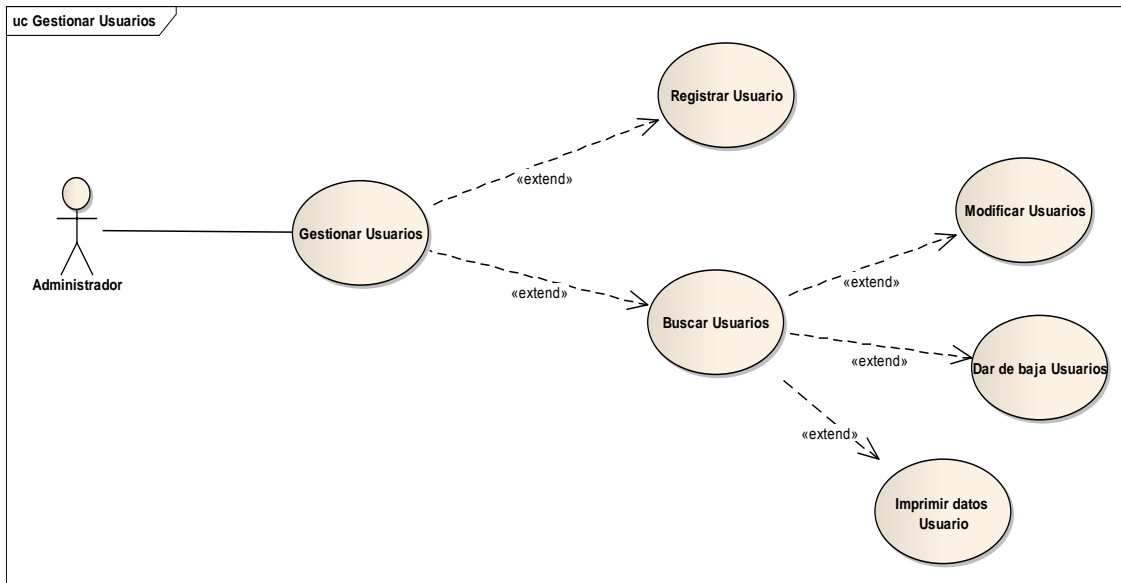 uc Gestionar Usuarios
Registrar Usuario
«extend»
Modificar Usuarios
Gestionar Usuarios
Administrador
«extend»
«extend»
Buscar Usuarios
«extend»
Dar de baja Usuarios
«extend»
Imprimir datos
Usuario